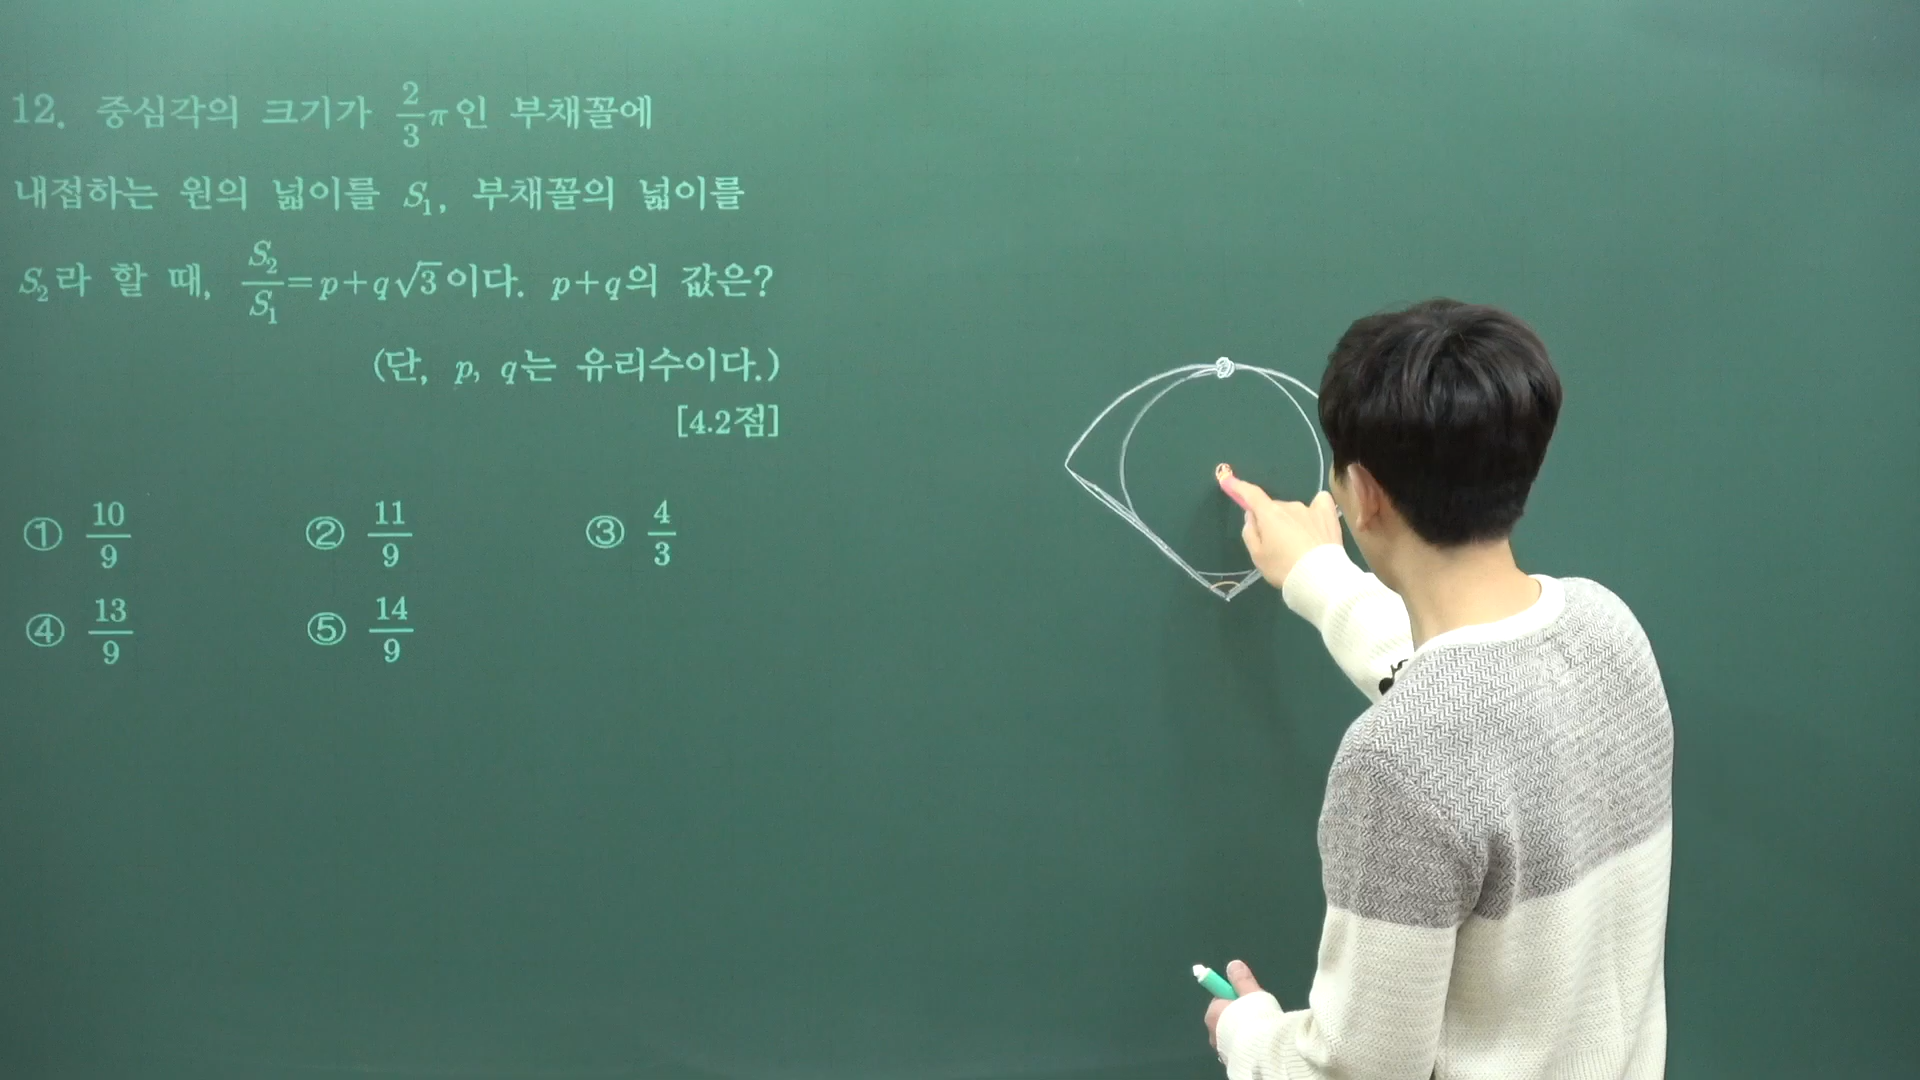 12. 중심각의 크기가 2/3 π인 부채꼴에
내접하는 원의 넓이를 S₁, 부채꼴의 넓이를
S₂라 할 때, S₂/S₁=p+q√3이다. p+q의 값은?
(단, p, q는 유리수이다.)
[4.2점]
① 10/9 ② 11/9 ③ 4/3
④ 13/9 ⑤ 14/9